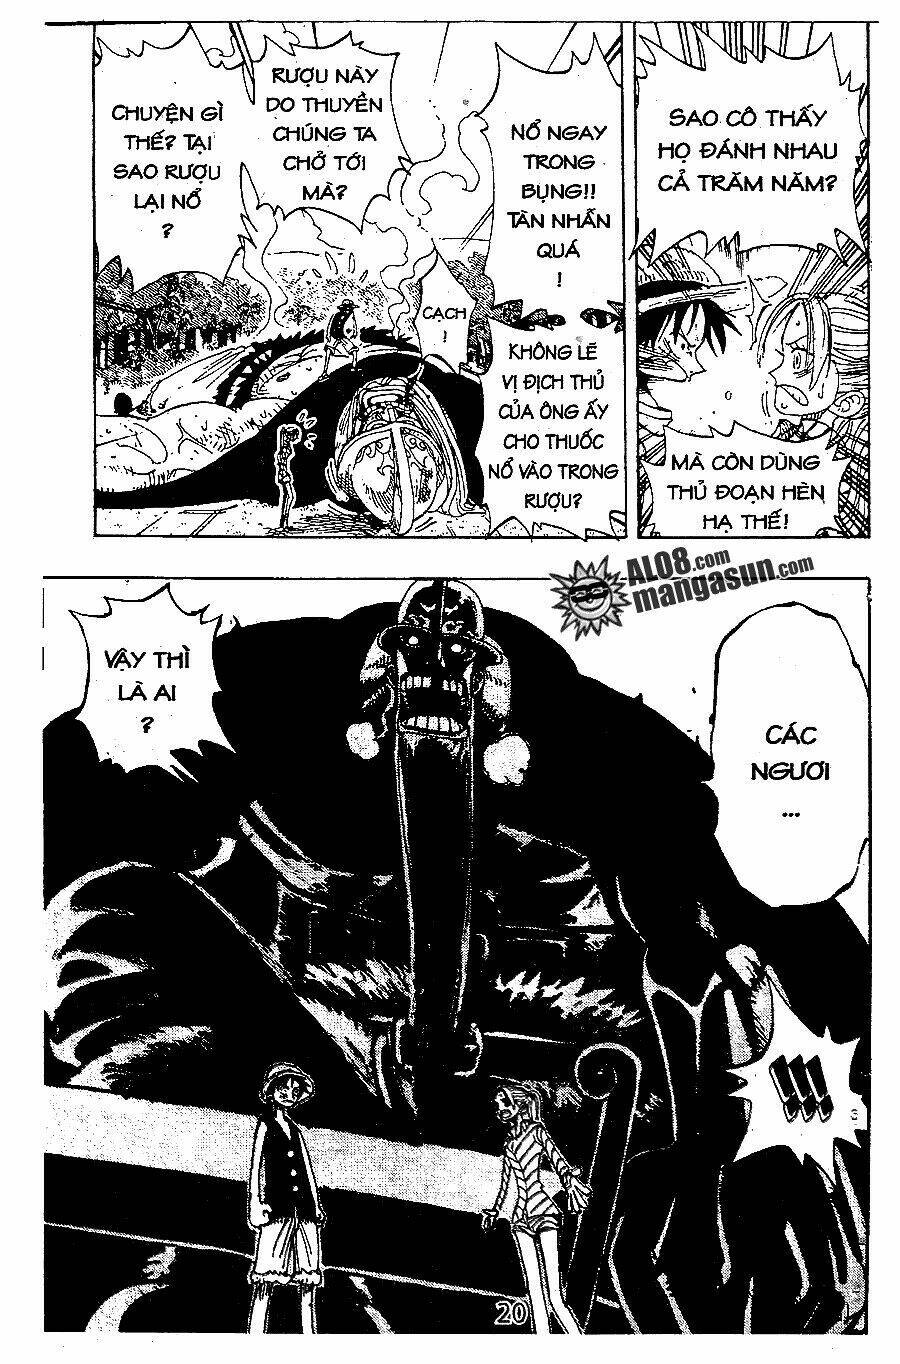 CHUYỆN GÌ
THẾ? TẠI
SAO RƯỢU
LẠI NỔ
?
RƯỢU NÀY
DO THUYỀN
CHÚNG TA
CHỞ TỚI
MÀ?
NỔ NGAY
TRONG
BỤNG!!
TÀN NHẪN
QUÁ
!
CẠCH
!
KHÔNG LẼ
VỊ ĐỊCH THỦ
CỦA ÔNG ẤY
CHO THUỐC
NỔ VÀO TRONG
RƯỢU?
SAO CÔ THẤY
HỌ ĐÁNH NHAU
CẢ TRĂM NĂM?
MÀ CÒN DÙNG
THỦ ĐOẠN HÈN
HẠ THẾ!
ALO8.com
mangasun.com
VẬY THÌ
LÀ AI
?
CÁC
NGƯƠI
...
!!!
20